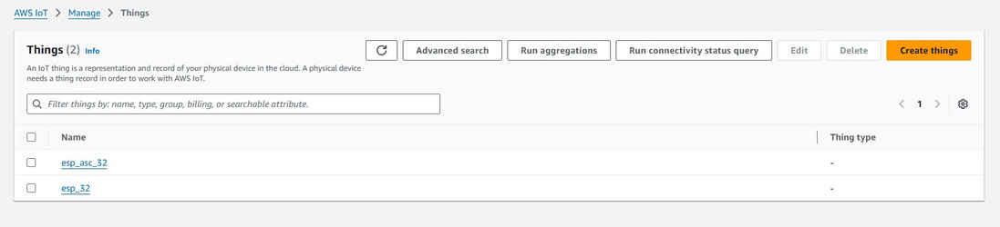 AWS IoT > Manage > Things
Things (2) Info
Advanced search
Run aggregations
Run connectivity status query
Edit
Delete
Create things
An IoT thing is a representation and record of your physical device in the cloud. A physical device
needs a thing record in order to work with AWS IoT.
Filter things by: name, type, group, billing, or searchable attribute.
1
Name
Thing type
esp_asc_32
-
esp_32
-